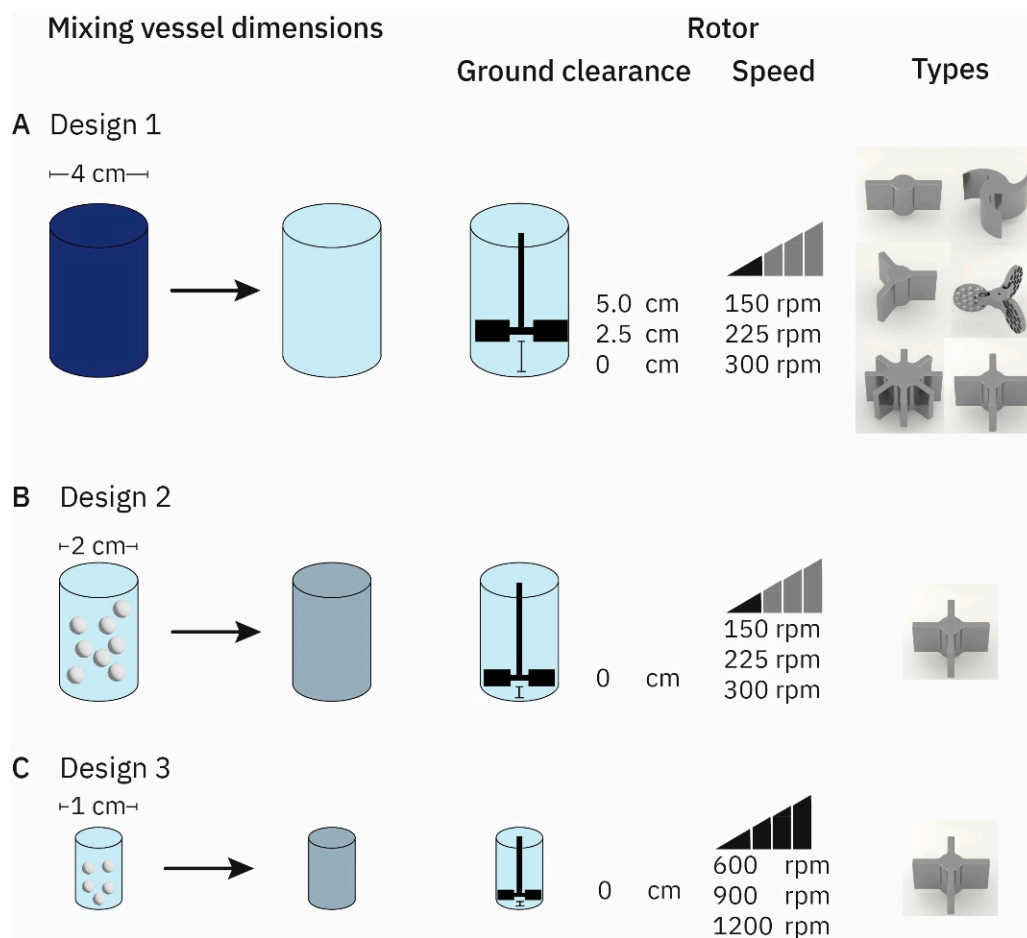 Mixing vessel dimensions
Rotor
Ground clearance
Speed
Types
A Design 1
4 cm
5.0 cm
2.5 cm
0 cm
150 rpm
225 rpm
300 rpm
B Design 2
2 cm
0 cm
150 rpm
225 rpm
300 rpm
C Design 3
1 cm
0 cm
600 rpm
900 rpm
1200 rpm